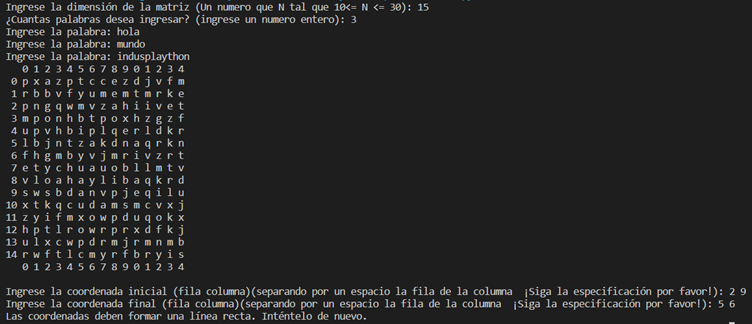 Ingrese la dimensión de la matriz (Un numero que N tal que 10<= N <= 30): 15
¿Cuantas palabras desea ingresar? (ingrese un numero entero): 3
Ingrese la palabra: hola
Ingrese la palabra: mundo
Ingrese la palabra: indusplaython
0 1 2 3 4 5 6 7 8 9 0 1 2 3 4
0 p x a z p t c c e z d j v f m
1 r b b v f y u m e m t m r k e
2 p n g q w m v z a h i i v e t
3 m p o n h b t p o x h z g z f
4 u p v h b i p l q e r l d k r
5 l b j n t z a k d n a q r k n
6 f h g m b y v j m r i v z r t
7 e t y c h u a u o b l l m t v
8 v l o a h a y l i b a q k r d
9 s w s b d a n v p j e q i l u
10 x t k q c u d a m s m c v x j
11 z y i f m x o w p d u q o k x
12 h p t l r o w r p r x d f k j
13 u l x c w p d r m j r m n m b
14 r w f t l c m y r f b r y i s
0 1 2 3 4 5 6 7 8 9 0 1 2 3 4
Ingrese la coordenada inicial (fila columna)(separando por un espacio la fila de la columna ¡Siga la especificación por favor!): 2 9
Ingrese la coordenada final (fila columna)(separando por un espacio la fila de la columna ¡Siga la especificación por favor!): 5 6
Las coordenadas deben formar una línea recta. Inténtelo de nuevo.